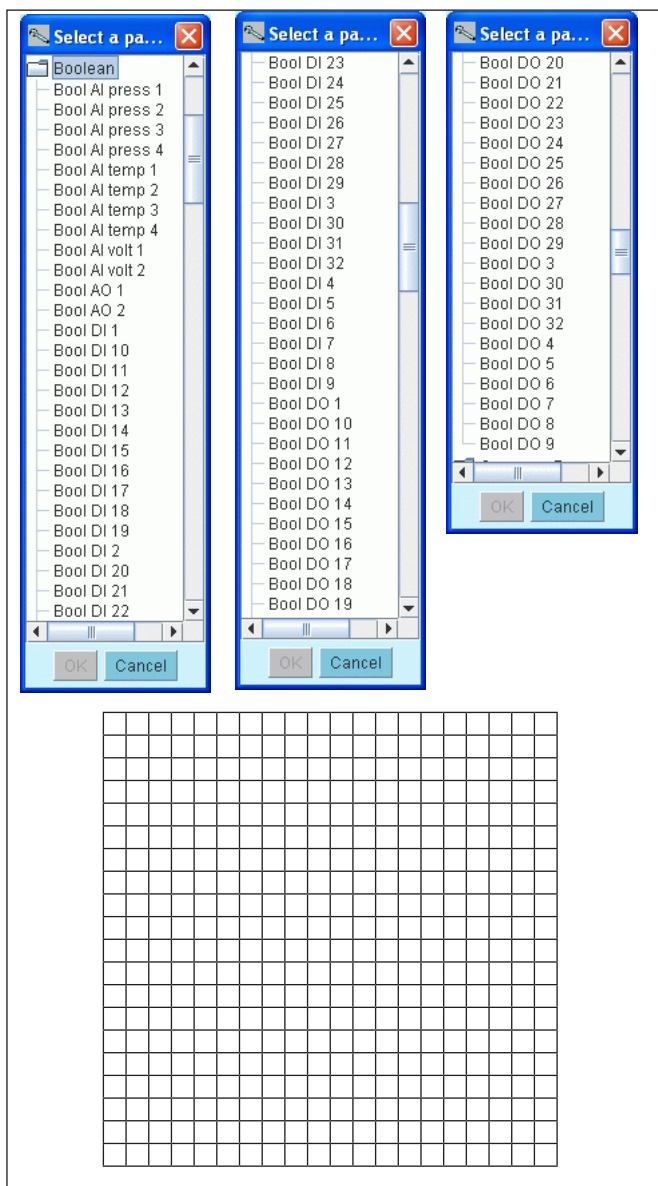 Select a pa...
Boolean
Bool AI press 1
Bool AI press 2
Bool AI press 3
Bool AI press 4
Bool AI temp 1
Bool AI temp 2
Bool AI temp 3
Bool AI temp 4
Bool AI volt 1
Bool AI volt 2
Bool AO 1
Bool AO 2
Bool DI 1
Bool DI 10
Bool DI 11
Bool DI 12
Bool DI 13
Bool DI 14
Bool DI 15
Bool DI 16
Bool DI 17
Bool DI 18
Bool DI 19
Bool DI 2
Bool DI 20
Bool DI 21
Bool DI 22
OK Cancel
Select a pa...
Bool DI 23
Bool DI 24
Bool DI 25
Bool DI 26
Bool DI 27
Bool DI 28
Bool DI 29
Bool DI 3
Bool DI 30
Bool DI 31
Bool DI 32
Bool DI 4
Bool DI 5
Bool DI 6
Bool DI 7
Bool DI 8
Bool DI 9
Bool DO 1
Bool DO 10
Bool DO 11
Bool DO 12
Bool DO 13
Bool DO 14
Bool DO 15
Bool DO 16
Bool DO 17
Bool DO 18
Bool DO 19
OK Cancel
Select a pa...
Bool DO 20
Bool DO 21
Bool DO 22
Bool DO 23
Bool DO 24
Bool DO 25
Bool DO 26
Bool DO 27
Bool DO 28
Bool DO 29
Bool DO 3
Bool DO 30
Bool DO 31
Bool DO 32
Bool DO 4
Bool DO 5
Bool DO 6
Bool DO 7
Bool DO 8
Bool DO 9
OK Cancel